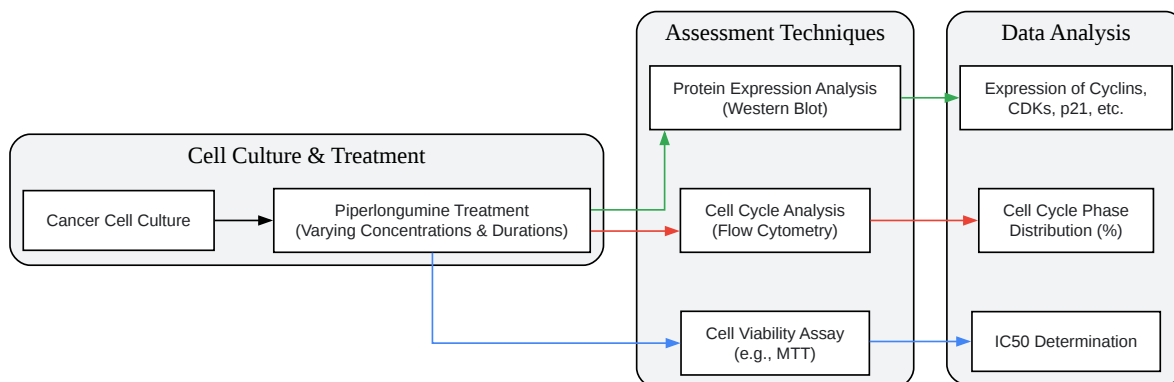 Assessment Techniques
Data Analysis
Protein Expression Analysis
(Western Blot)
Expression of Cyclins,
CDKs, p21, etc.
Cell Culture & Treatment
Cancer Cell Culture
Piperlongumine Treatment
(Varying Concentrations & Durations)
Cell Cycle Analysis
(Flow Cytometry)
Cell Cycle Phase
Distribution (%)
Cell Viability Assay
(e.g., MTT)
IC50 Determination